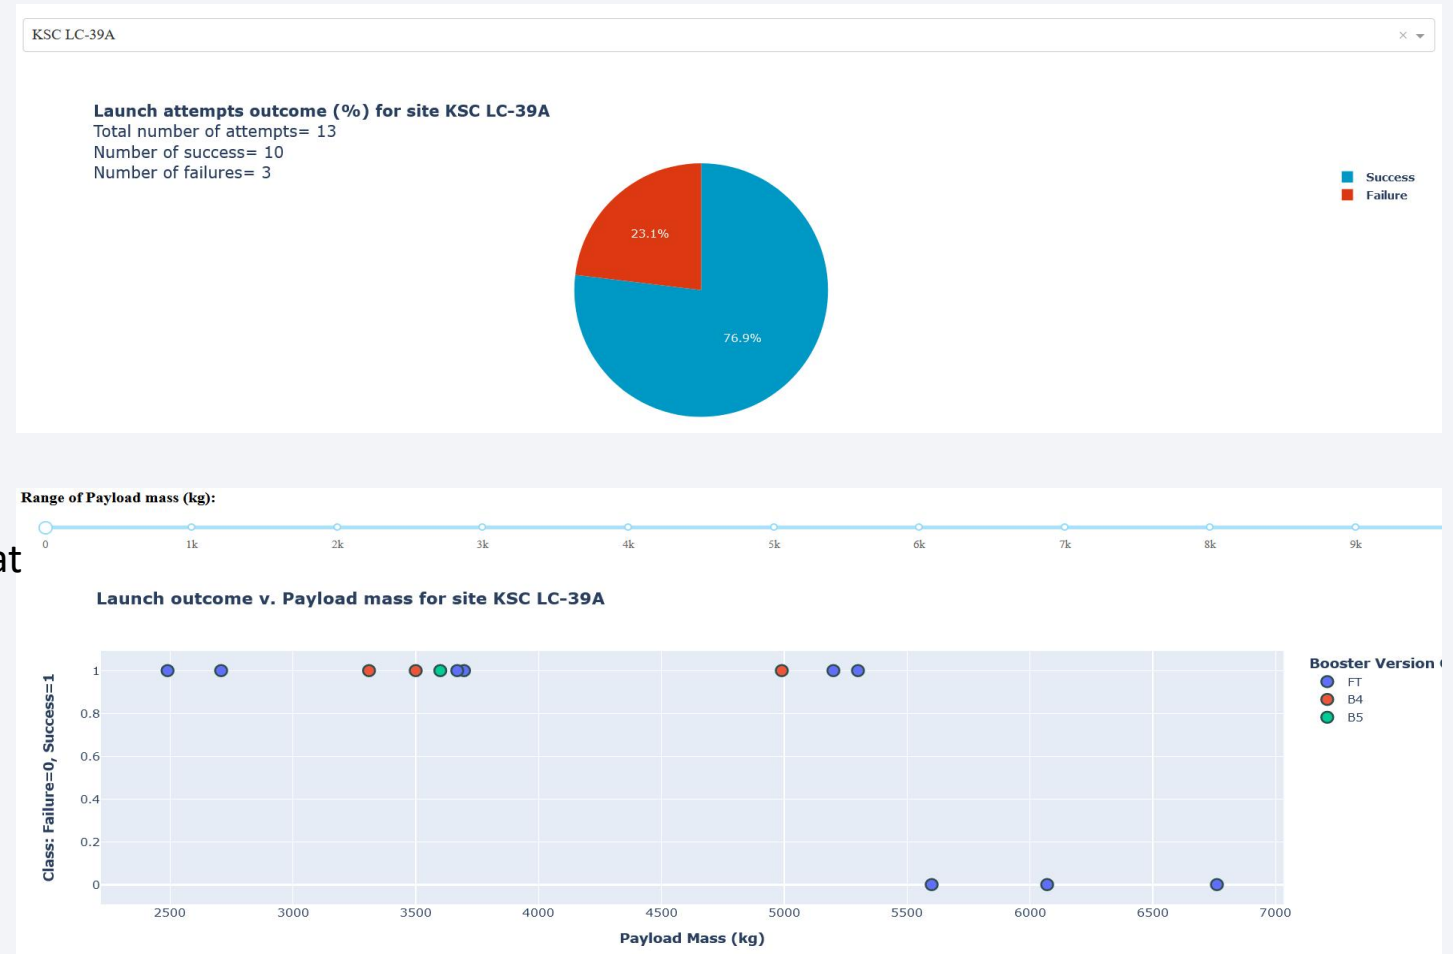 KSC LC-39A
Launch attempts outcome (%) for site KSC LC-39A
Total number of attempts= 13
Number of success= 10
Number of failures= 3
Success
Failure
23.1%
76.9%
Range of Payload mass (kg):
0 1k 2k 3k 4k 5k 6k 7k 8k 9k
at
Launch outcome v. Payload mass for site KSC LC-39A
Class: Failure=0, Success=1
1
0.8
0.6
0.4
0.2
0
2500 3000 3500 4000 4500 5000 5500 6000 6500 7000
Payload Mass (kg)
Booster Version
FT
B4
B5